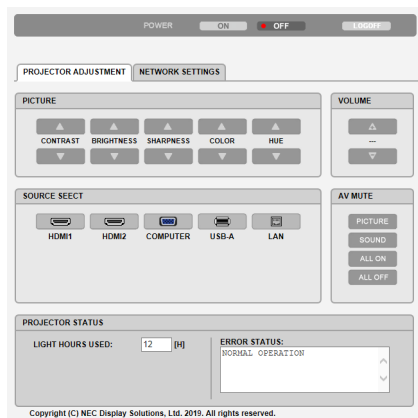 POWER ON OFF LOGOFF
PROJECTOR ADJUSTMENT NETWORK SETTINGS
PICTURE
CONTRAST BRIGHTNESS SHARPNESS COLOR HUE
VOLUME
---
SOURCE SEECT
HDMI1 HDMI2 COMPUTER USB-A LAN
AV MUTE
PICTURE
SOUND
ALL ON
ALL OFF
PROJECTOR STATUS
LIGHT HOURS USED: 12 [H]
ERROR STATUS:
NORMAL OPERATION
Copyright (C) NEC Display Solutions, Ltd. 2019. All rights reserved.